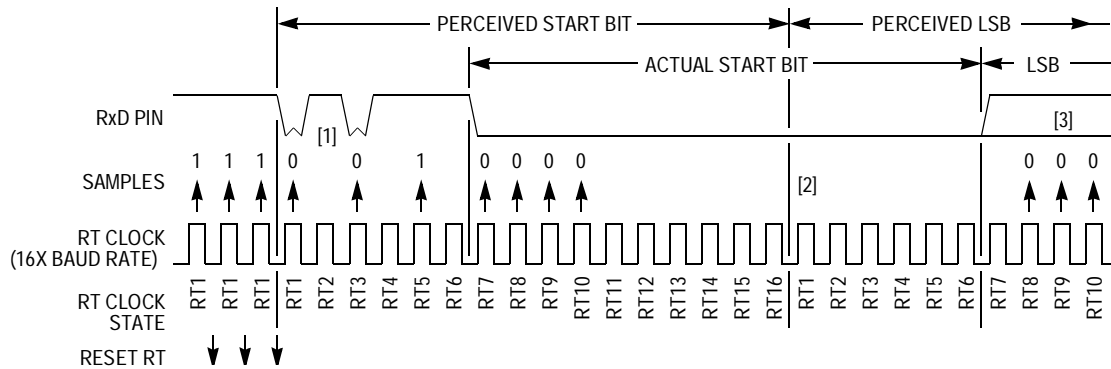 PERCEIVED START BIT PERCEIVED LSB
ACTUAL START BIT LSB
RxD PIN [1] [3]
1 1 1 0 0 1 0 0 0 0 0 0 0
SAMPLES [2]
RT CLOCK
(16X BAUD RATE)
RT1 RT1 RT1 RT1 RT2 RT3 RT4 RT5 RT6 RT7 RT8 RT9 RT10 RT11 RT12 RT13 RT14 RT15 RT16 RT1 RT2 RT3 RT4 RT5 RT6 RT7 RT8 RT9 RT10
RT CLOCK
STATE
RESET RT